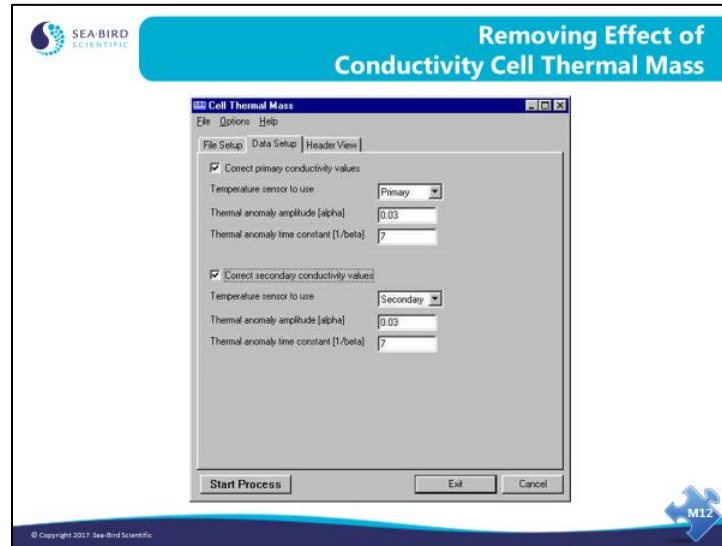 SEA·BIRD
SCIENTIFIC
Removing Effect of
Conductivity Cell Thermal Mass
Cell Thermal Mass
File Options Help
File Setup Data Setup Header View
Correct primary conductivity values
Temperature sensor to use Primary
Thermal anomaly amplitude [alpha] 0.03
Thermal anomaly time constant [1/beta] 7
Correct secondary conductivity values
Temperature sensor to use Secondary
Thermal anomaly amplitude [alpha] 0.03
Thermal anomaly time constant [1/beta] 7
Start Process Exit Cancel
M12
© Copyright 2017. Sea-Bird Scientific